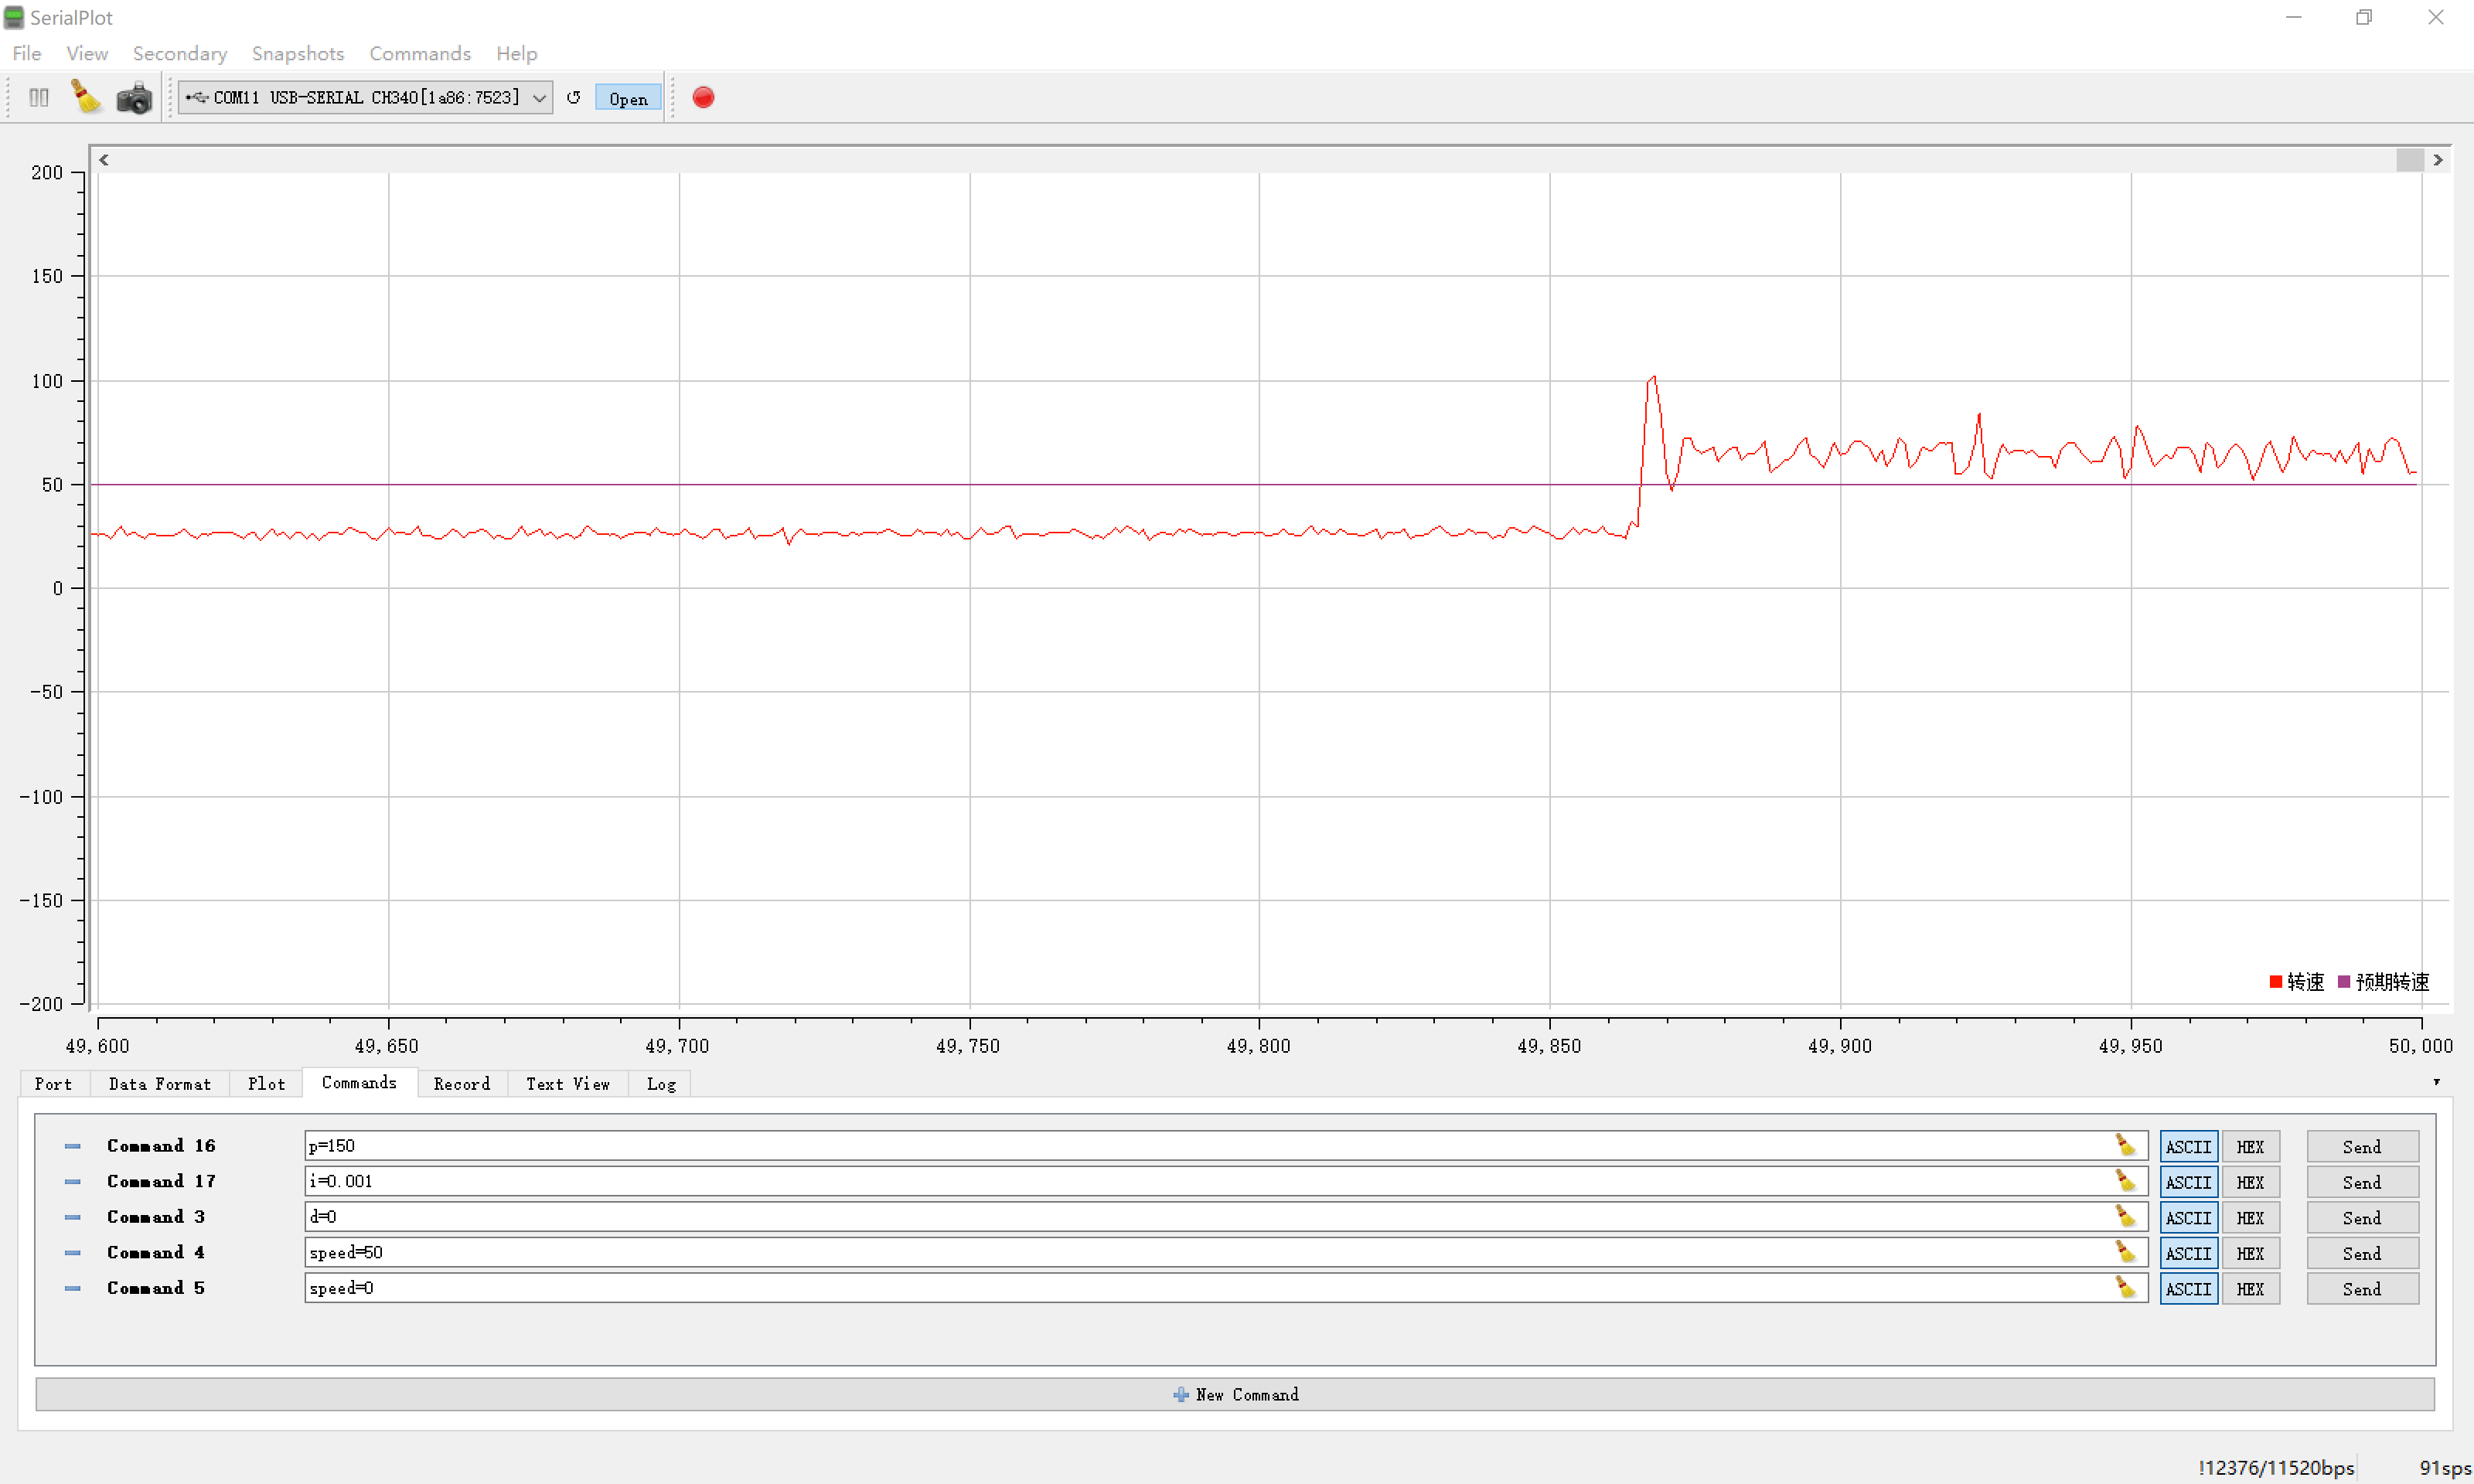 SerialPlot
File View Secondary Snapshots Commands Help
COM11 USB-SERIAL CH340[1a86:7523] Open
200
150
100
50
0
-50
-100
-150
-200
转速 预期转速
49,600 49,650 49,700 49,750 49,800 49,850 49,900 49,950 50,000
Port Data Format Plot Commands Record Text View Log
Command 16 p=150 ASCII HEX Send
Command 17 i=0.001 ASCII HEX Send
Command 3 d=0 ASCII HEX Send
Command 4 speed=50 ASCII HEX Send
Command 5 speed=0 ASCII HEX Send
New Command
!12376/11520bps 91sps